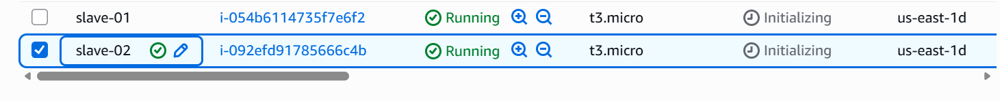 slave-01 i-054b6114735f7e6f2 Running t3.micro Initializing us-east-1d
slave-02 i-092efd91785666c4b Running t3.micro Initializing us-east-1d